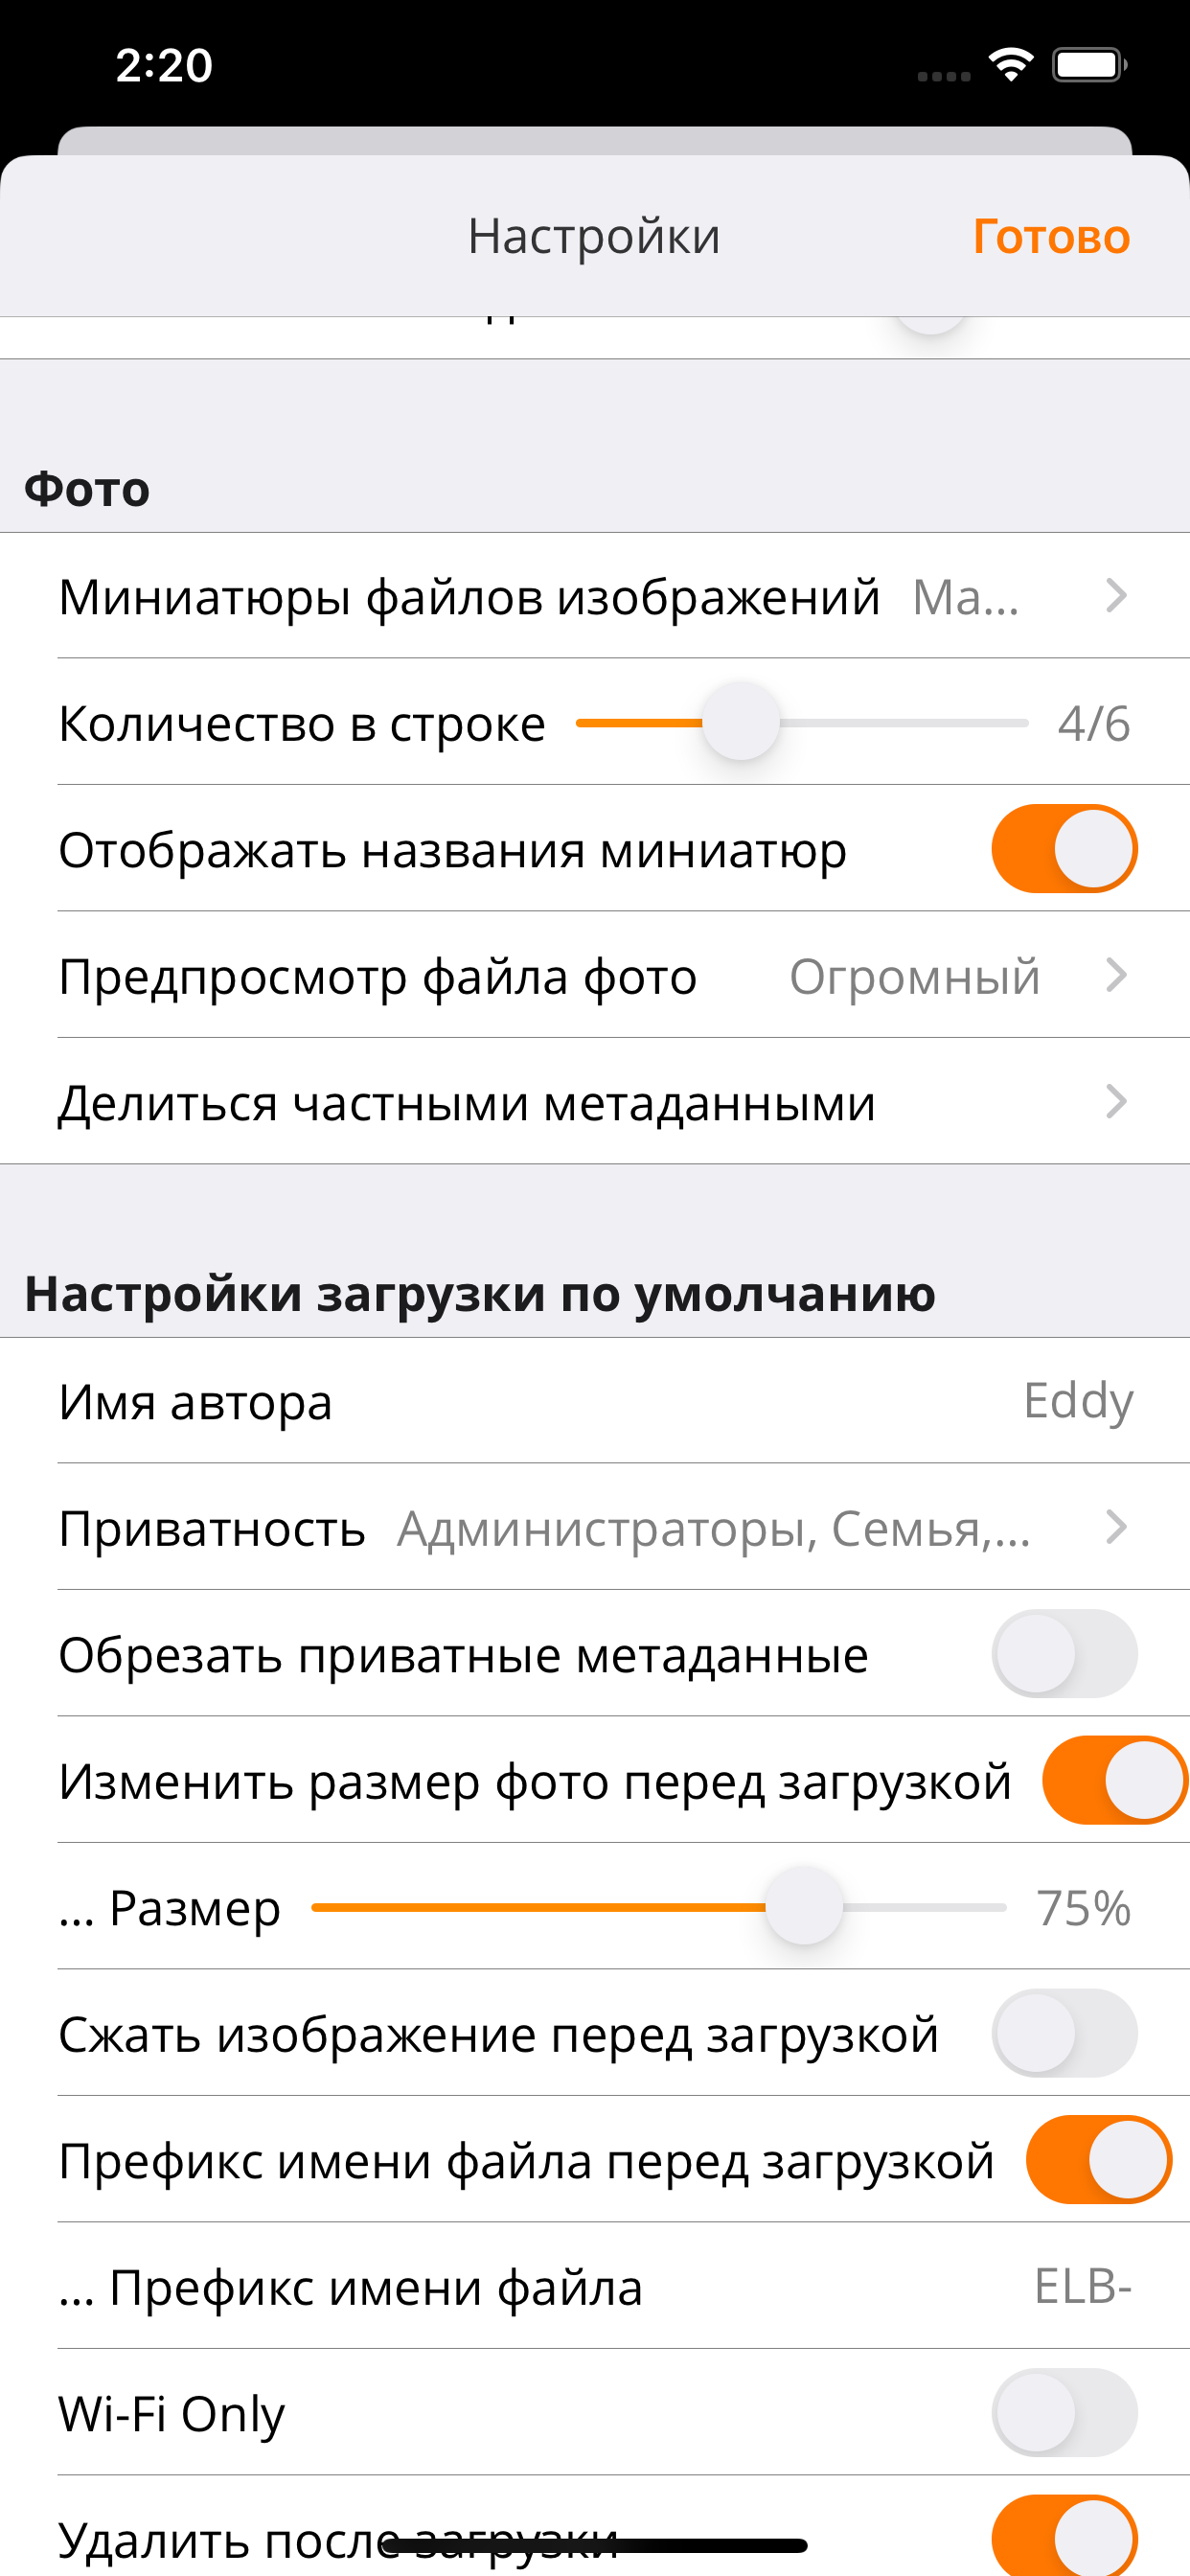 2:20
Настройки
Готово
Фото
Миниатюры файлов изображений Ма...
Количество в строке 4/6
Отображать названия миниатюр
Предпросмотр файла фото Огромный
Делиться частными метаданными
Настройки загрузки по умолчанию
Имя автора Eddy
Приватность Администраторы, Семья,...
Обрезать приватные метаданные
Изменить размер фото перед загрузкой
... Размер 75%
Сжать изображение перед загрузкой
Префикс имени файла перед загрузкой
... Префикс имени файла ELB-
Wi-Fi Only
Удалить после загрузки